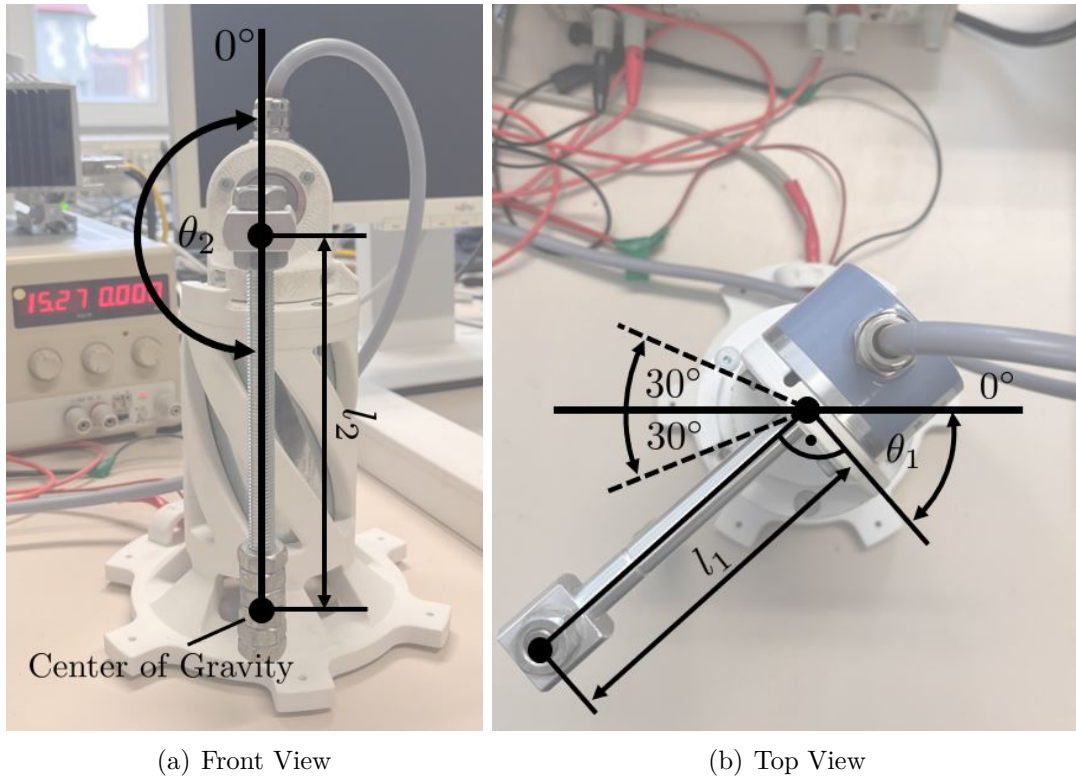 0°
θ₂
15.27 0.000
l₂
Center of Gravity
0°
30°
30°
θ₁
l₁
(a) Front View
(b) Top View